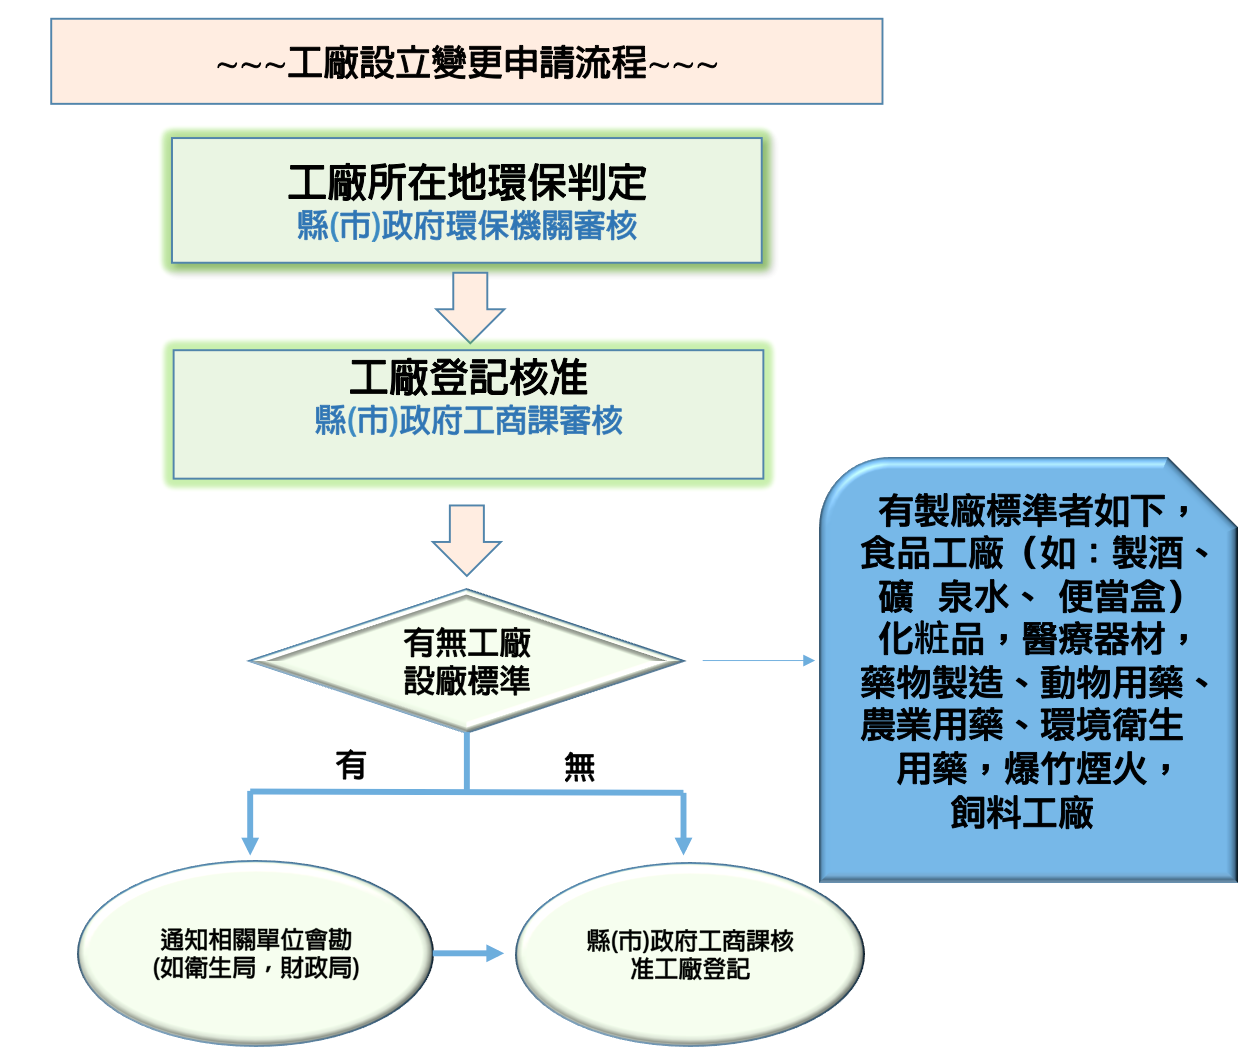 ~~~工廠設立變更申請流程~~~
工廠所在地環保判定
縣(市)政府環保機關審核
工廠登記核准
縣(市)政府工商課審核
有無工廠
設廠標準
有製廠標準者如下，
食品工廠（如：製酒、
礦 泉水、 便當盒）
化粧品，醫療器材，
藥物製造、動物用藥、
農業用藥、環境衛生
用藥，爆竹煙火，
飼料工廠
有
無
通知相關單位會勘
(如衛生局，財政局)
縣(市)政府工商課核
准工廠登記